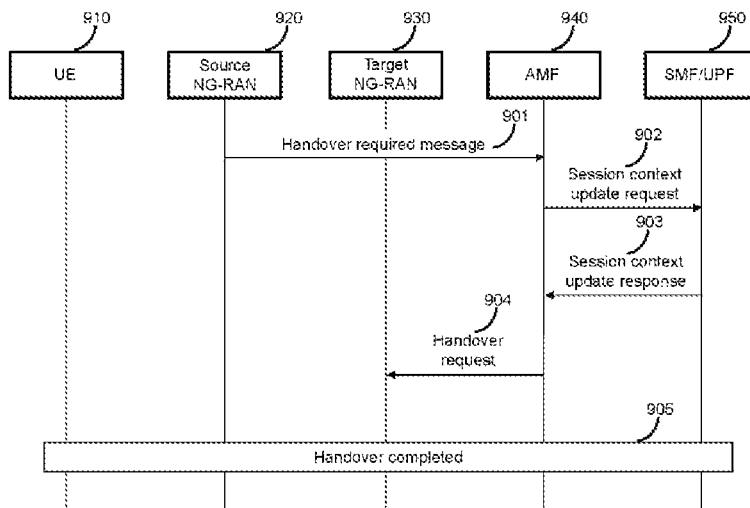 910
920
930
940
950
UE
Source
NG-RAN
Target
NG-RAN
AMF
SMF/UPF
901
Handover required message
902
Session context
update request
903
Session context
update response
904
Handover
request
905
Handover completed